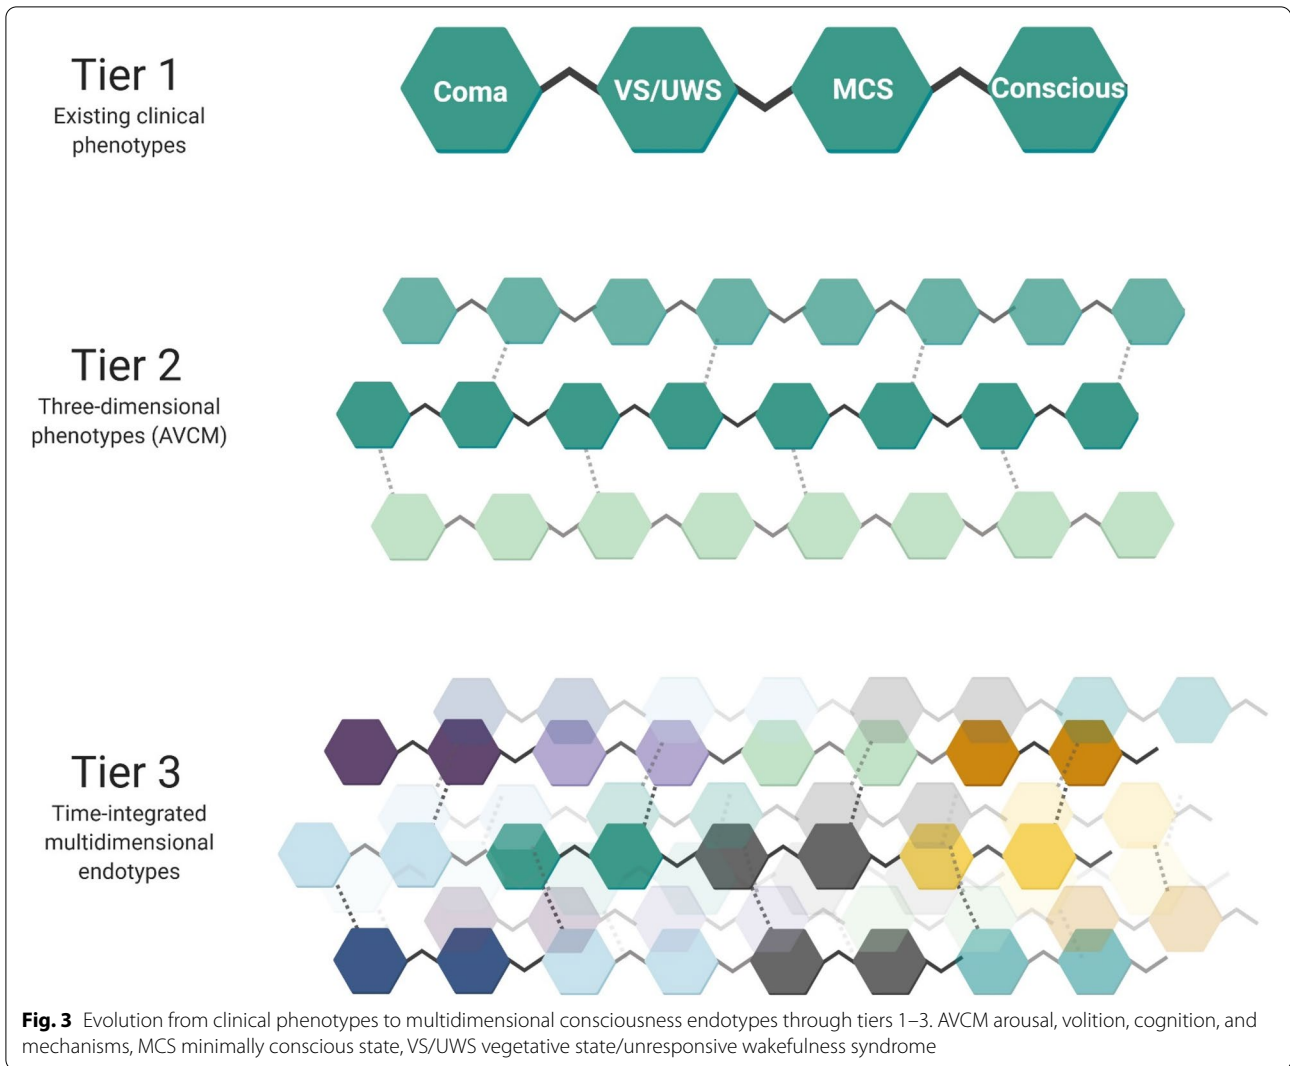 Tier 1
Existing clinical
phenotypes
Coma
VS/UWS
MCS
Conscious
Tier 2
Three-dimensional
phenotypes (AVCM)
Tier 3
Time-integrated
multidimensional
endotypes
Fig. 3 Evolution from clinical phenotypes to multidimensional consciousness endotypes through tiers 1–3. AVCM arousal, volition, cognition, and
mechanisms, MCS minimally conscious state, VS/UWS vegetative state/unresponsive wakefulness syndrome